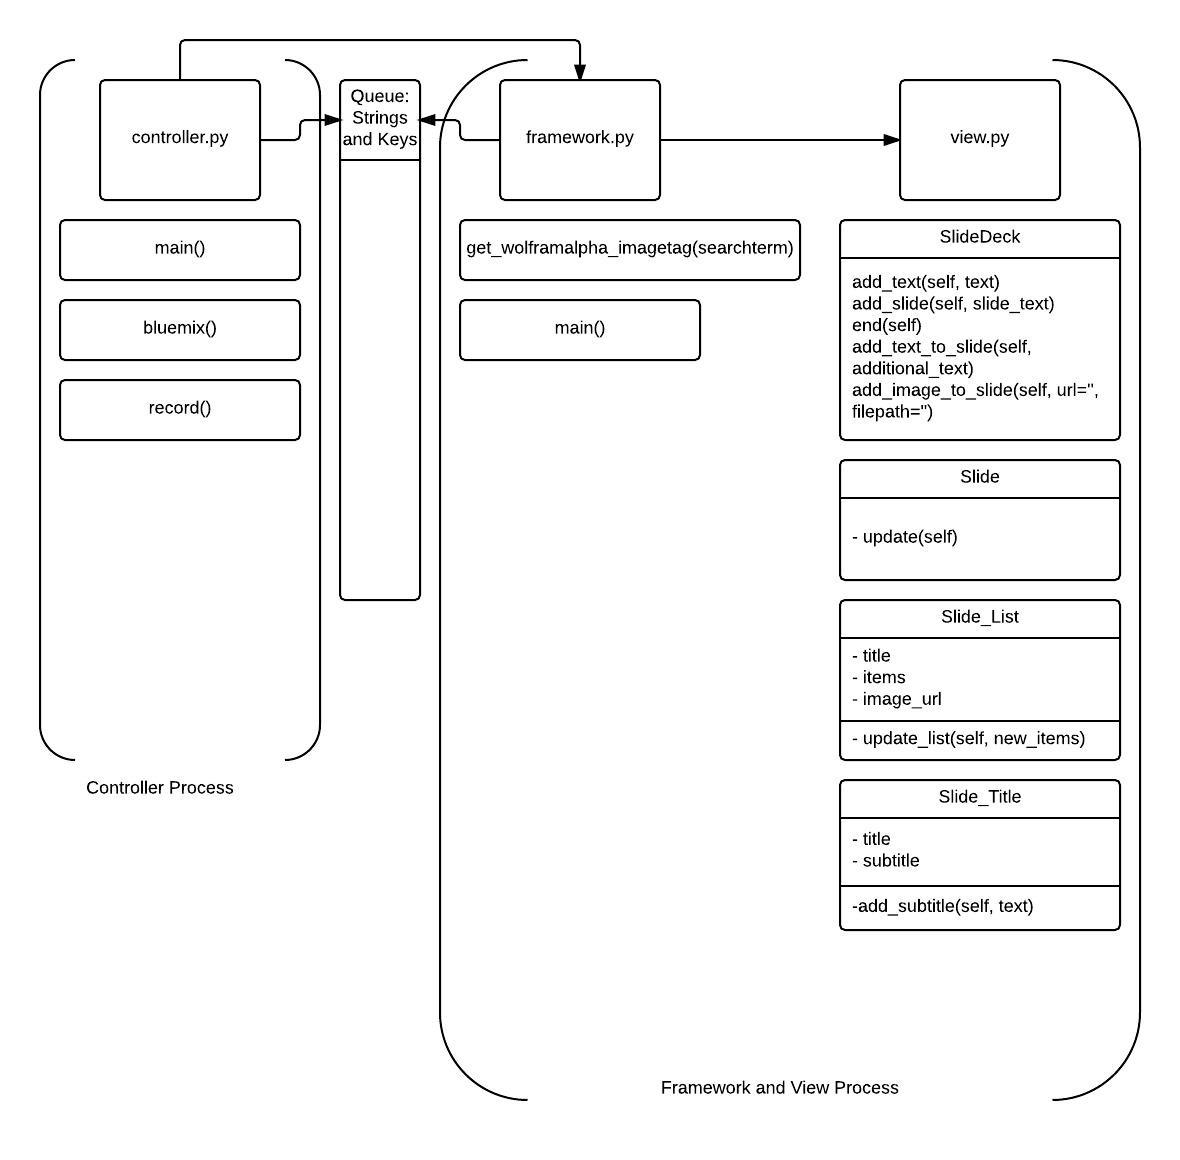 controller.py
Queue:
Strings
and Keys
framework.py
view.py
main()
bluemix()
record()
get_wolframalpha_imagetag(searchterm)
main()
SlideDeck
add_text(self, text)
add_slide(self, slide_text)
end(self)
add_text_to_slide(self,
additional_text)
add_image_to_slide(self, url='',
filepath='')
Slide
- update(self)
Slide_List
- title
- items
- image_url
- update_list(self, new_items)
Slide_Title
- title
- subtitle
-add_subtitle(self, text)
Controller Process
Framework and View Process